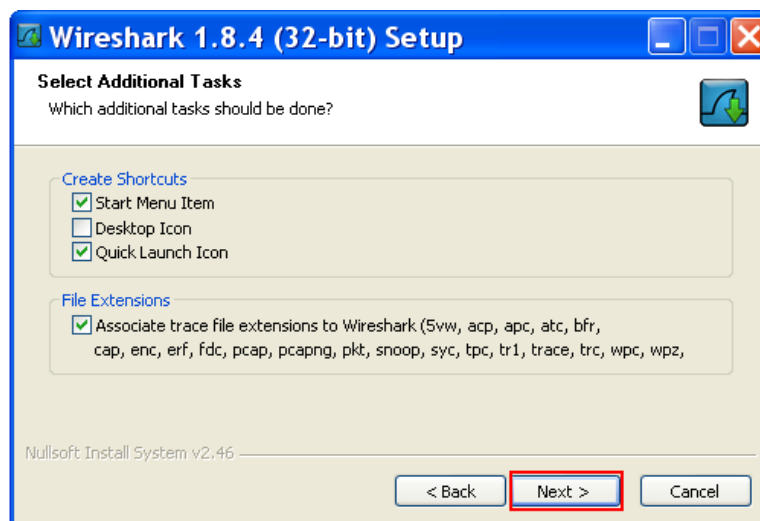 Wireshark 1.8.4 (32-bit) Setup
Select Additional Tasks
Which additional tasks should be done?
Create Shortcuts
Start Menu Item
Desktop Icon
Quick Launch Icon
File Extensions
Associate trace file extensions to Wireshark (5vw, acp, apc, atc, bfr,
cap, enc, erf, fdc, pcap, pcapng, pkt, snoop, syc, tpc, tr1, trace, trc, wpc, wpz,
Nullsoft Install System v2.46
< Back Next > Cancel